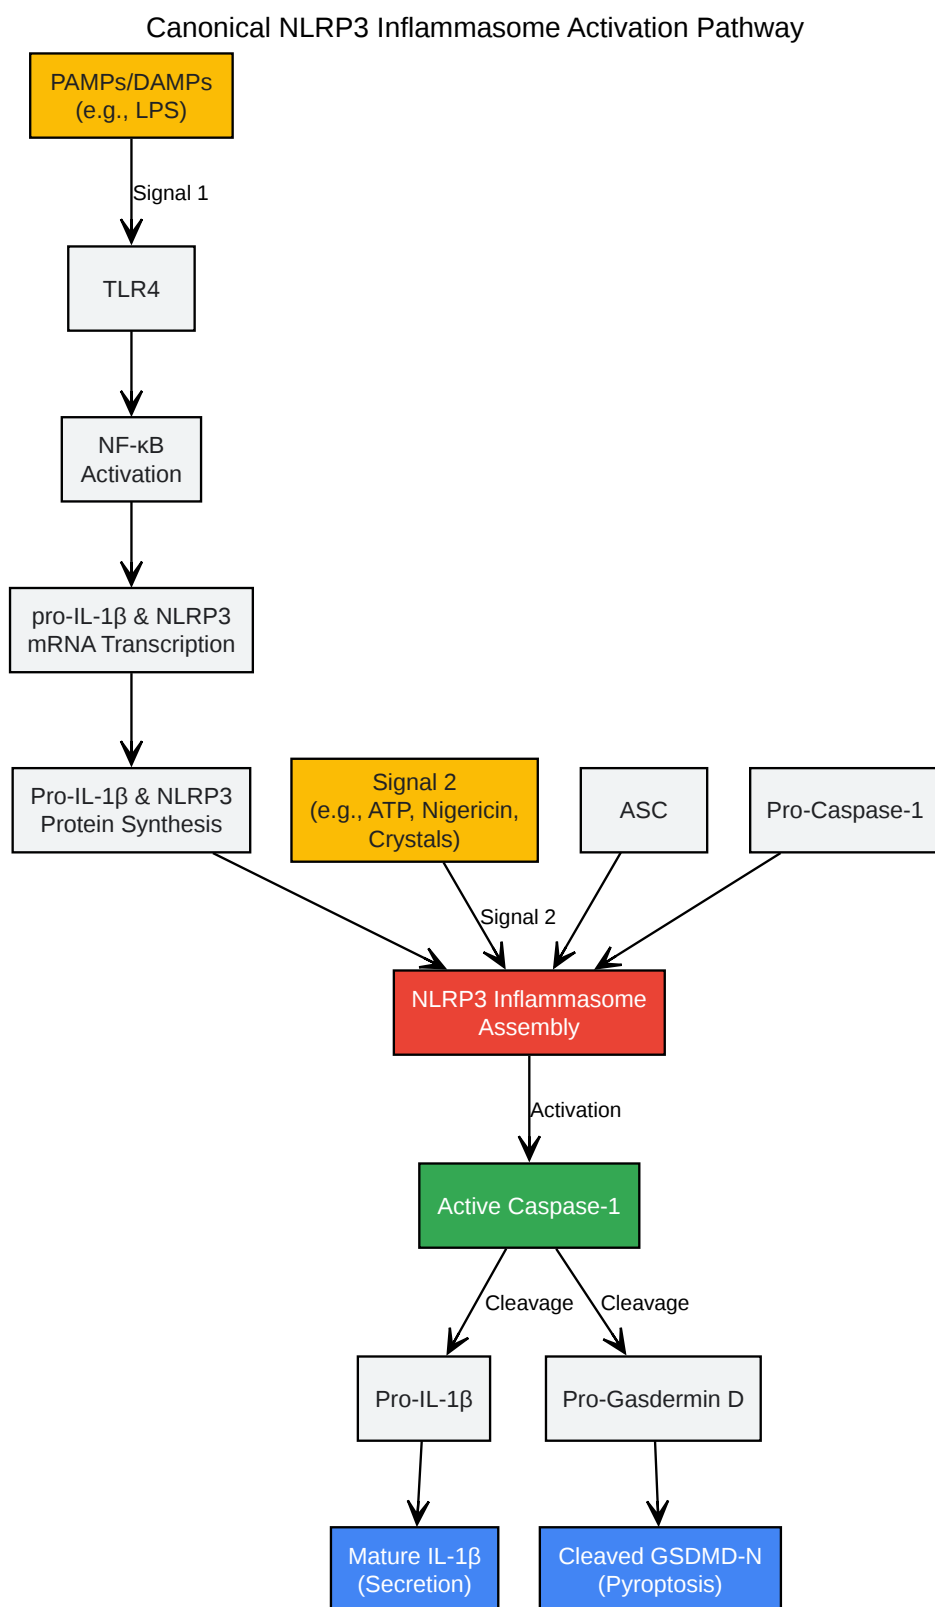 Canonical NLRP3 Inflammasome Activation Pathway
PAMPs/DAMPs
(e.g., LPS)
Signal 1
TLR4
NF-κB
Activation
pro-IL-1β & NLRP3
mRNA Transcription
Pro-IL-1β & NLRP3
Protein Synthesis
Signal 2
(e.g., ATP, Nigericin,
Crystals)
ASC
Pro-Caspase-1
Signal 2
NLRP3 Inflammasome
Assembly
Activation
Active Caspase-1
Cleavage
Cleavage
Pro-IL-1β
Pro-Gasdermin D
Mature IL-1β
(Secretion)
Cleaved GSDMD-N
(Pyroptosis)